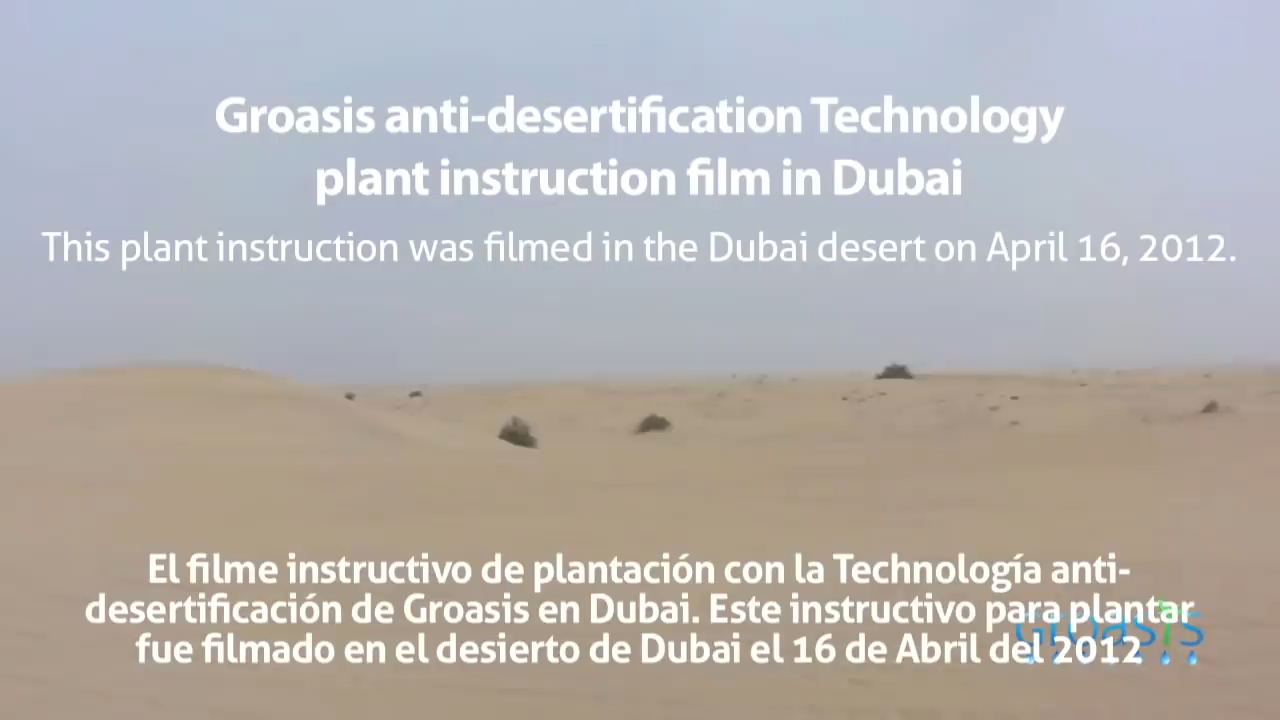 Groasis anti-desertification Technology
plant instruction film in Dubai
This plant instruction was filmed in the Dubai desert on April 16, 2012.
El filme instructivo de plantación con la Technología anti-
desertificación de Groasis en Dubai. Este instructivo para plantar
fue filmado en el desierto de Dubai el 16 de Abril del 2012
Groasis